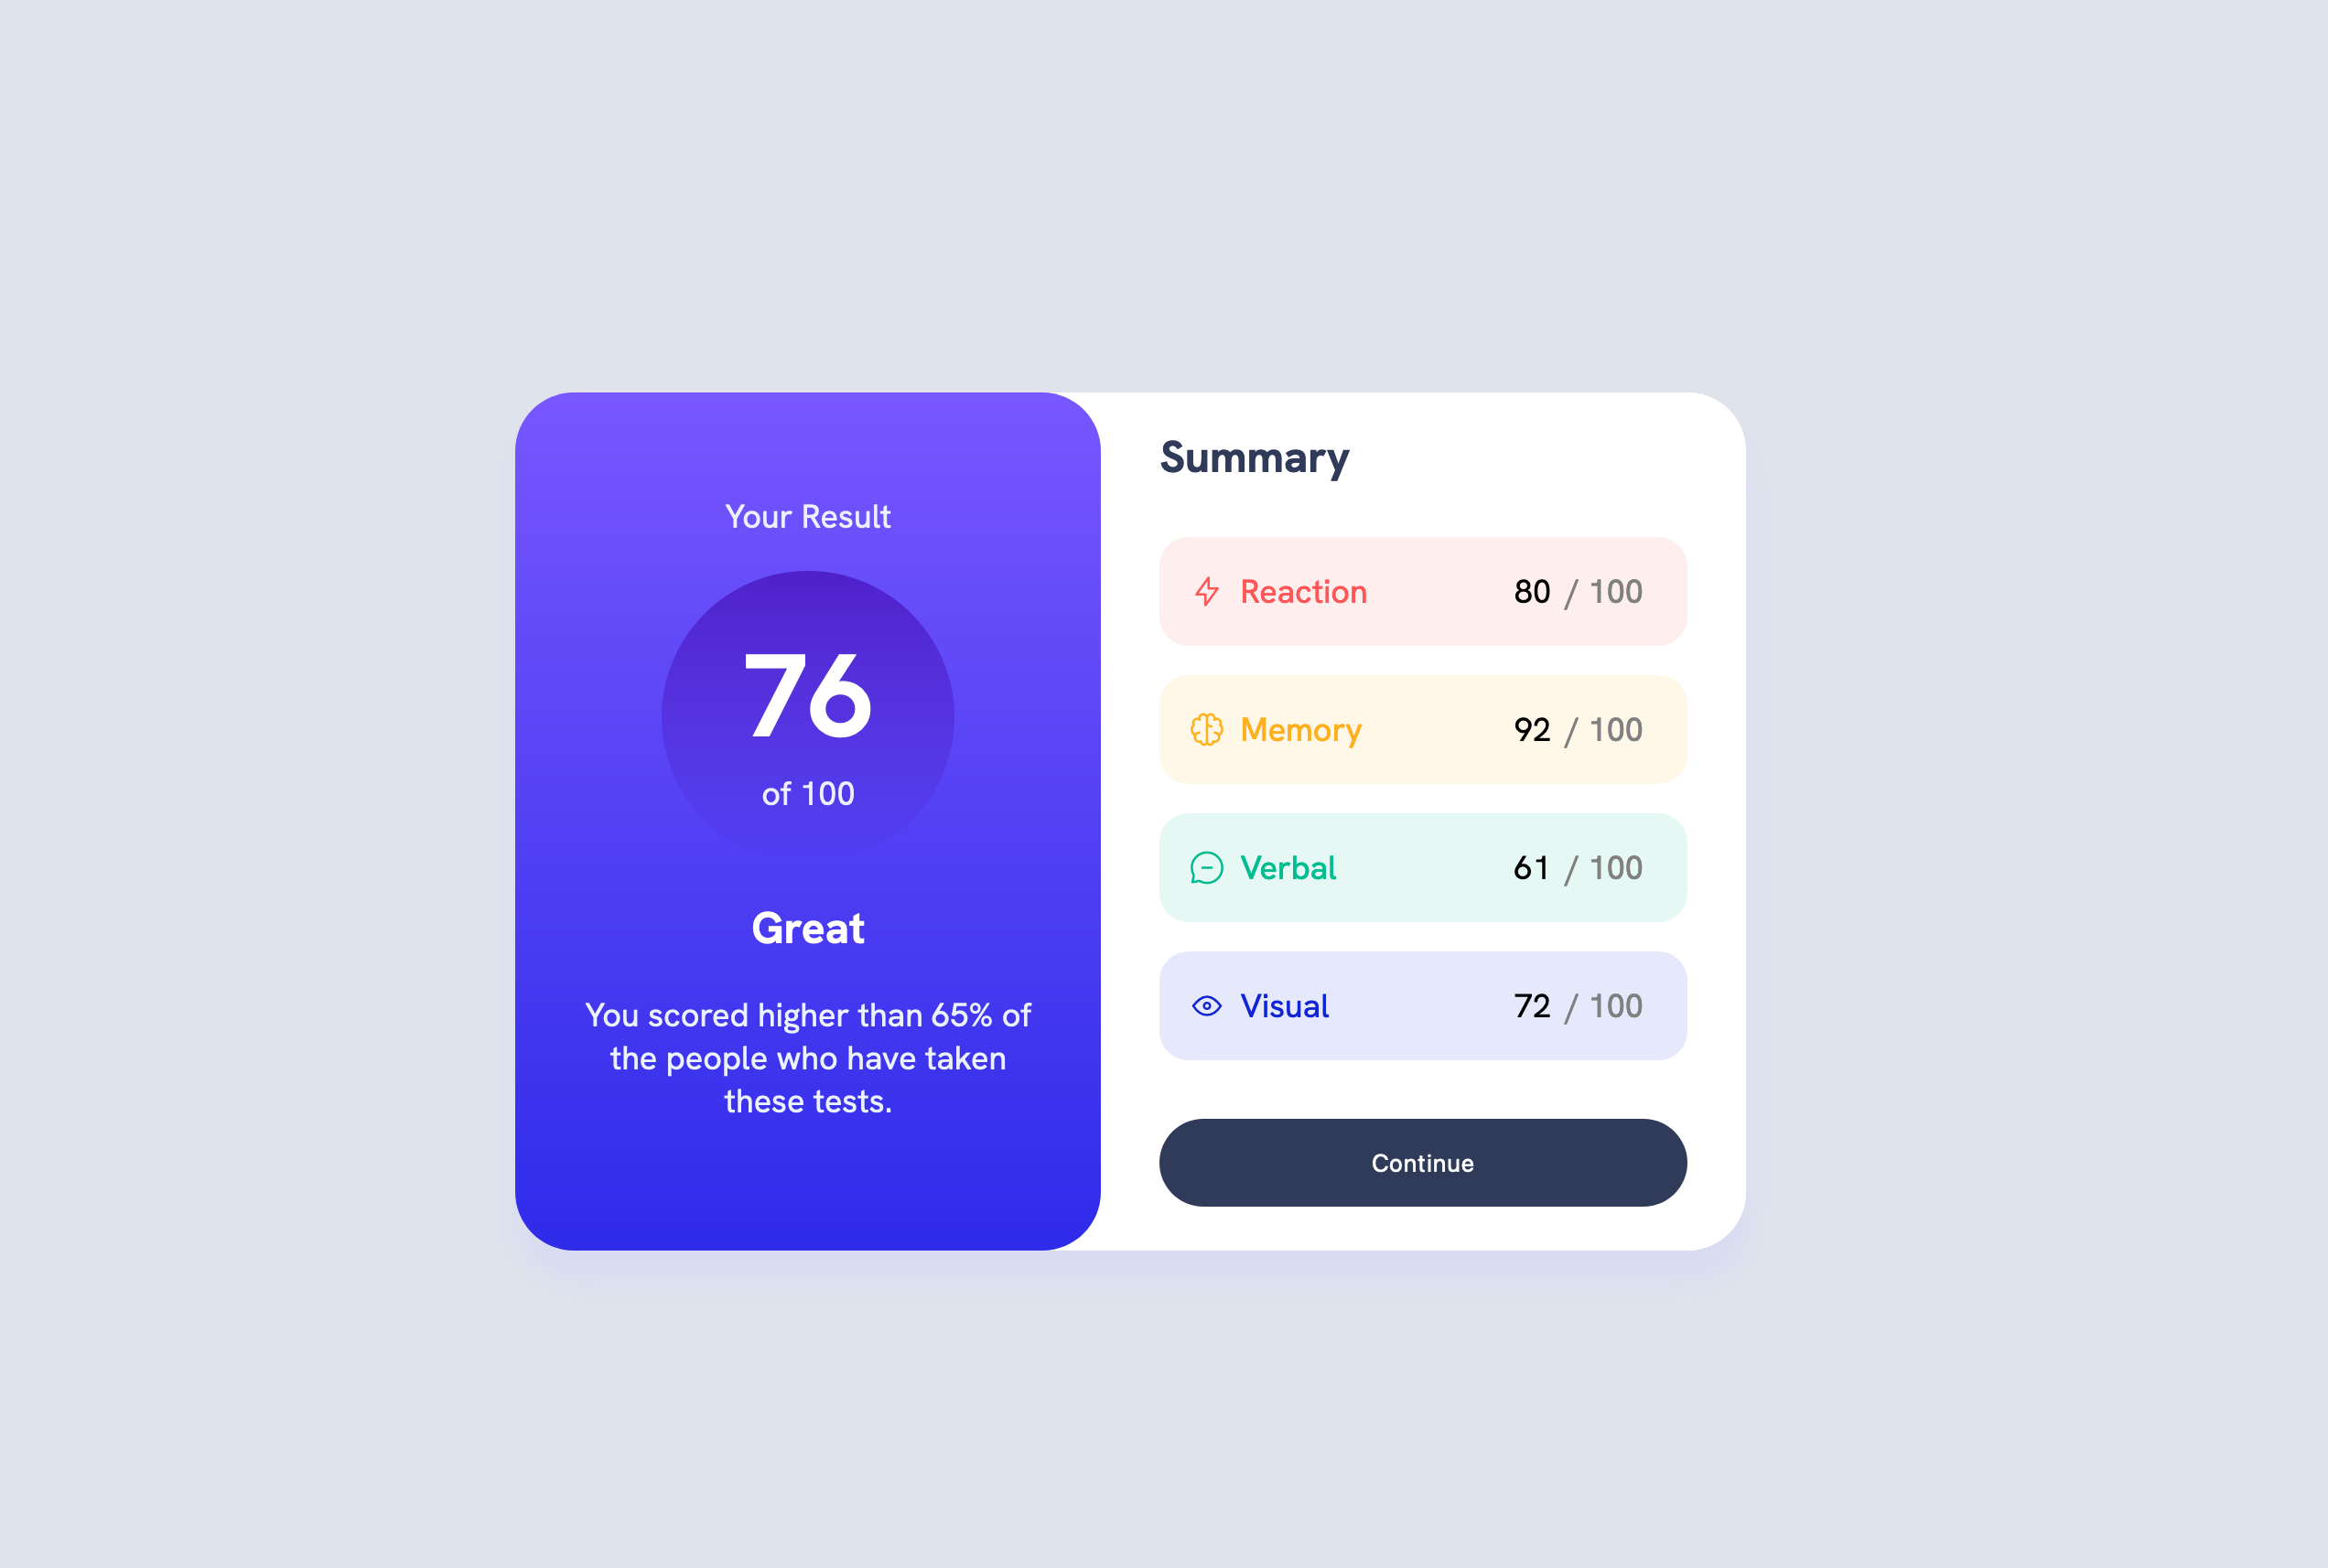 Your Result
76
of 100
Great
You scored higher than 65% of
the people who have taken
these tests.
Summary
Reaction 80 / 100
Memory 92 / 100
Verbal 61 / 100
Visual 72 / 100
Continue